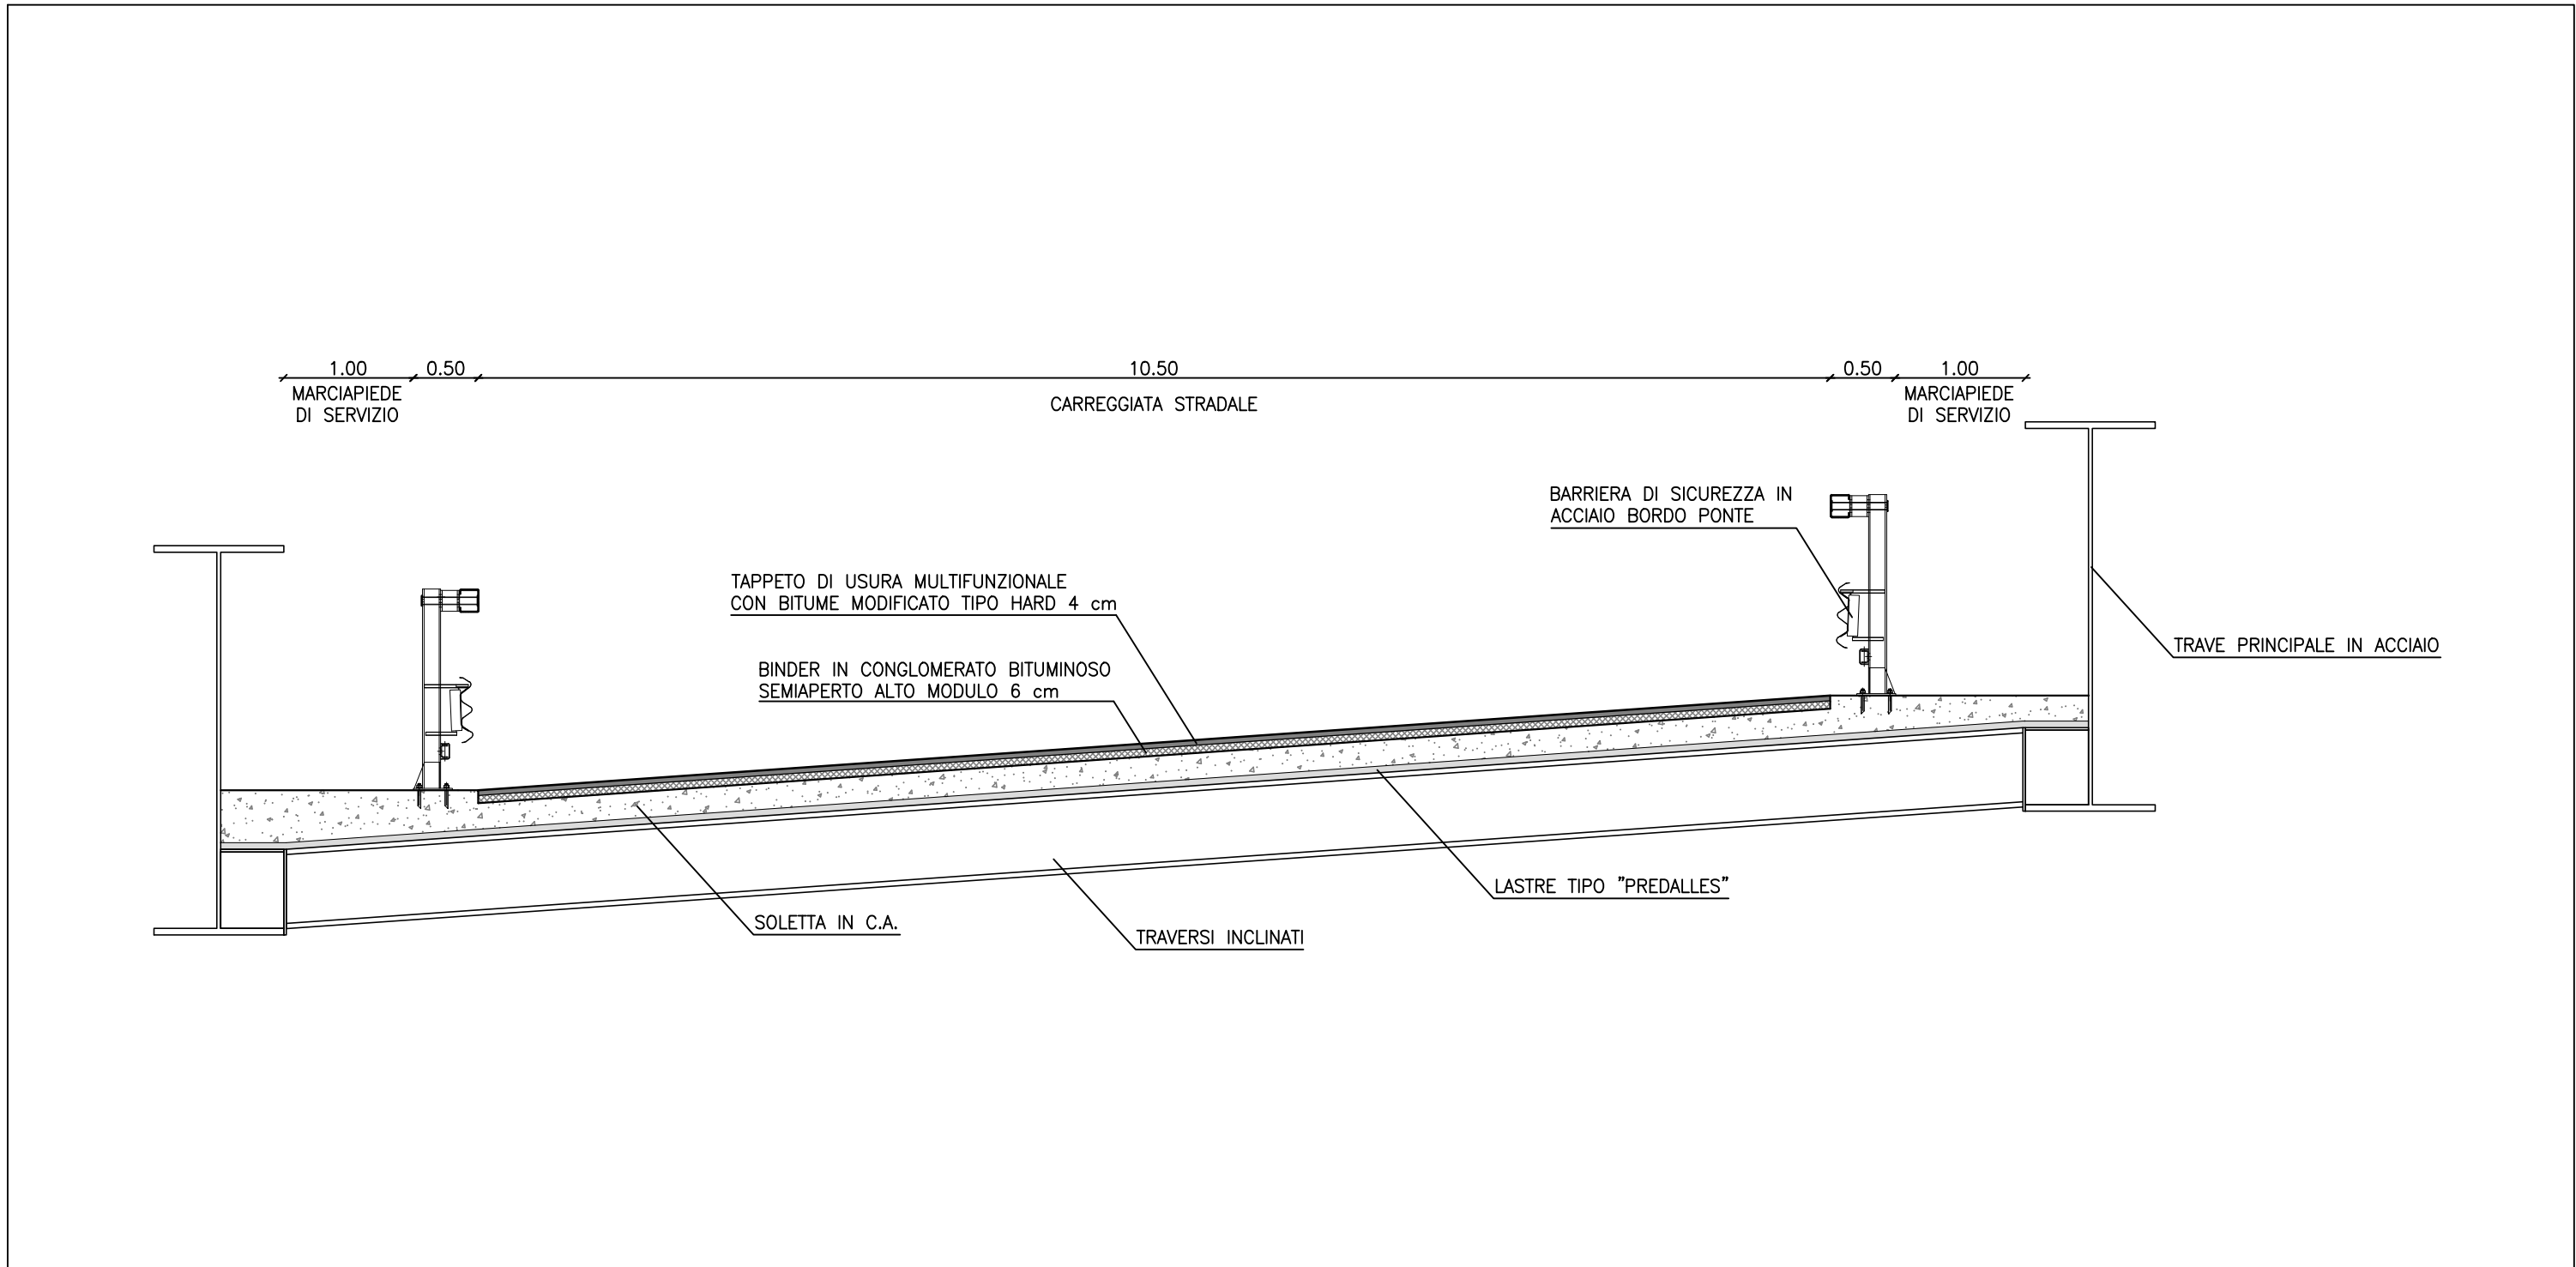 1.00
0.50
10.50
0.50
1.00
MARCIAPIEDE
DI SERVIZIO
CARREGGIATA STRADALE
MARCIAPIEDE
DI SERVIZIO
BARRIERA DI SICUREZZA IN
ACCIAIO BORDO PONTE
TAPPETO DI USURA MULTIFUNZIONALE
CON BITUME MODIFICATO TIPO HARD 4 cm
TRAVE PRINCIPALE IN ACCIAIO
BINDER IN CONGLOMERATO BITUMINOSO
SEMIAPERTO ALTO MODULO 6 cm
LASTRE TIPO "PREDALLES"
SOLETTA IN C.A.
TRAVERSI INCLINATI